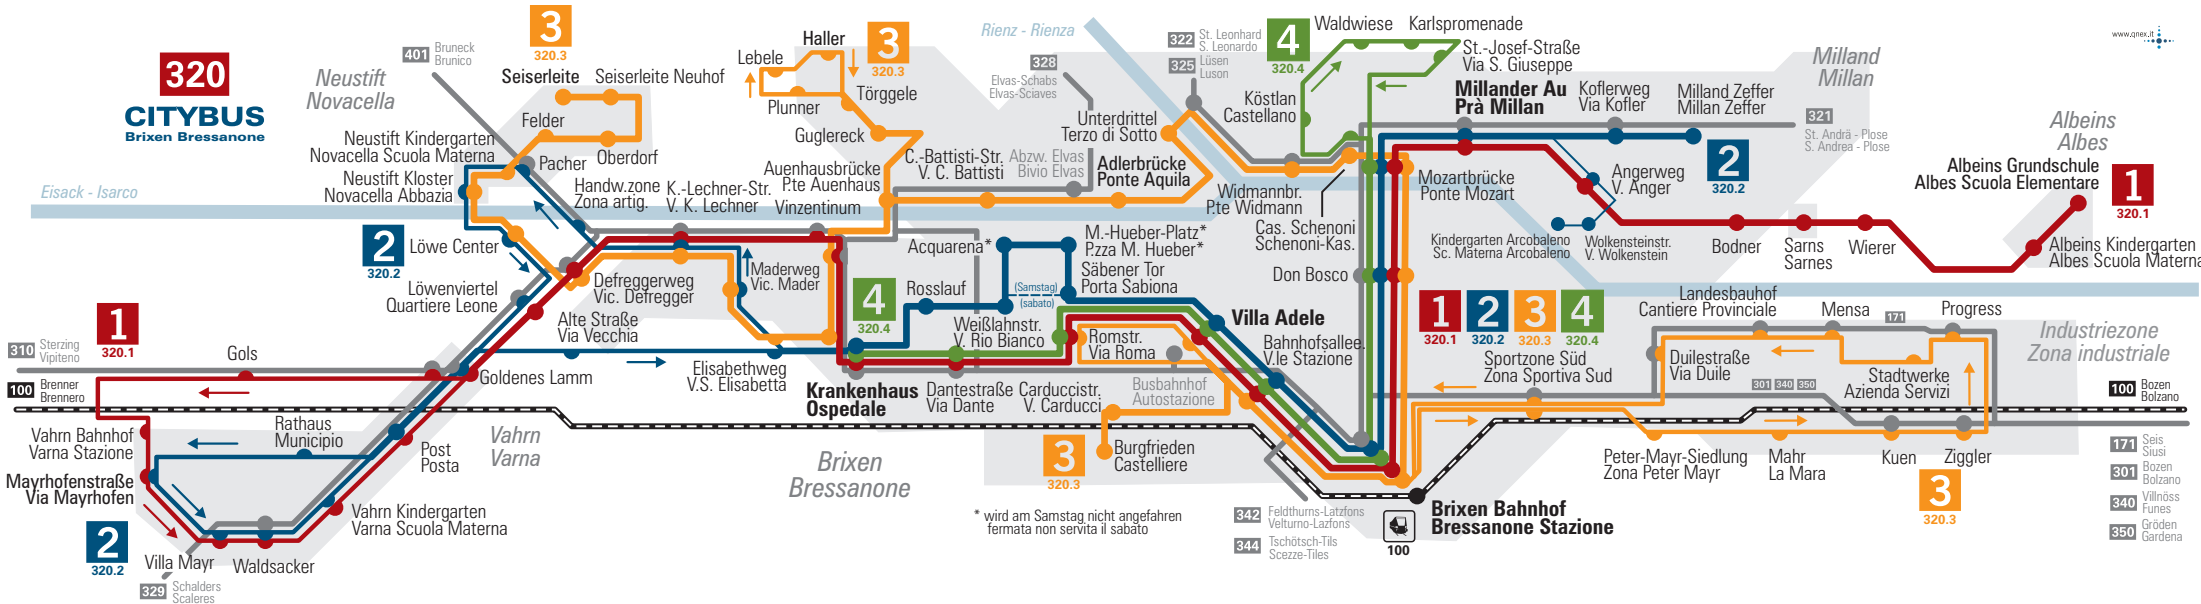 320
CITYBUS
Brixen Bressanone
401
Bruneck
Brunico
Neustift
Novacella
3
320.3
Seiserleite
Seiserleite Neuhof
Felder
Oberdorf
Pacher
Neustift Kindergarten
Novacella Scuola Materna
Neustift Kloster
Novacella Abbazia
Eisack - Isarco
2
320.2
Löwe Center
Löwenviertel
Quartiere Leone
Handw.zone
Zona artig.
K.-Lechner-Str.
V. K. Lechner
Defreggerweg
Vic. Defregger
Alte Straße
Via Vecchia
Maderweg
Vic. Mader
Elisabethweg
V.S. Elisabetta
Lebele
Haller
3
320.3
Plunner
Törggele
Guglereck
Auenhausbrücke
P.te Auenhaus
Vinzentinum
C.-Battisti-Str.
V. C. Battisti
Abzw. Elvas
Bivio Elvas
Rienz - Rienza
328
Elvas-Schabs
Elvas-Sciaves
322
St. Leonhard
S. Leonardo
325
Lüsen
Luson
Unterdrittel
Terzo di Sotto
Adlerbrücke
Ponte Aquila
4
320.4
Waldwiese
Karlspromenade
St.-Josef-Straße
Via S. Giuseppe
Köstlan
Castellano
Widmannbr.
P.te Widmann
Cas. Schenoni
Schenoni-Kas.
Don Bosco
Mozartbrücke
Ponte Mozart
Millander Au
Prà Millan
Koflerweg
Via Kofler
Milland Zeffer
Millan Zeffer
Milland
Millan
321
St. Andrä - Plose
S. Andrea - Plose
2
320.2
Angerweg
V. Anger
Kindergarten Arcobaleno
Sc. Materna Arcobaleno
Wolkensteinstr.
V. Wolkenstein
Bodner
Sarns
Sarnes
Wierer
www.qnex.it
Albeins
Albes
Albeins Grundschule
Albes Scuola Elementare
1
320.1
Albeins Kindergarten
Albes Scuola Materna
1
320.1
310
Sterzing
Vipiteno
100
Brenner
Brennero
Gols
Goldenes Lamm
Vahrn Bahnhof
Varna Stazione
Rathaus
Municipio
Post
Posta
Vahrn
Varna
Mayrhofenstraße
Via Mayrhofen
Vahrn Kindergarten
Varna Scuola Materna
2
320.2
Villa Mayr
Waldsacker
329
Schalders
Scaleres
4
320.4
Krankenhaus
Ospedale
Acquarena*
M.-Hueber-Platz*
P.zza M. Hueber*
Säbener Tor
Porta Sabiona
(Samstag)
(sabato)
Rosslauf
Weißlahnstr.
V. Rio Bianco
Romstr.
Via Roma
Villa Adele
Bahnhofsallee
V.le Stazione
Dantestraße
Via Dante
Carduccistr.
V. Carducci
Busbahnhof
Autostazione
3
320.3
Burgfrieden
Castelliere
Brixen
Bressanone
* wird am Samstag nicht angefahren
fermata non servita il sabato
342
Feldthurns-Latzfons
Velturno-Lazfons
344
Tschötsch-Tils
Scezze-Tiles
100
Brixen Bahnhof
Bressanone Stazione
1
320.1
2
320.2
3
320.3
4
320.4
Sportzone Süd
Zona Sportiva Sud
Landesbauhof
Cantiere Provinciale
Mensa
171
Progress
Industriezone
Zona industriale
Duilestraße
Via Duile
Stadtwerke
Azienda Servizi
301
340
350
Peter-Mayr-Siedlung
Zona Peter Mayr
Mahr
La Mara
Kuen
Ziggler
3
320.3
100
Bozen
Bolzano
171
Seis
Siusi
301
Bozen
Bolzano
340
Villnöss
Funes
350
Gröden
Gardena